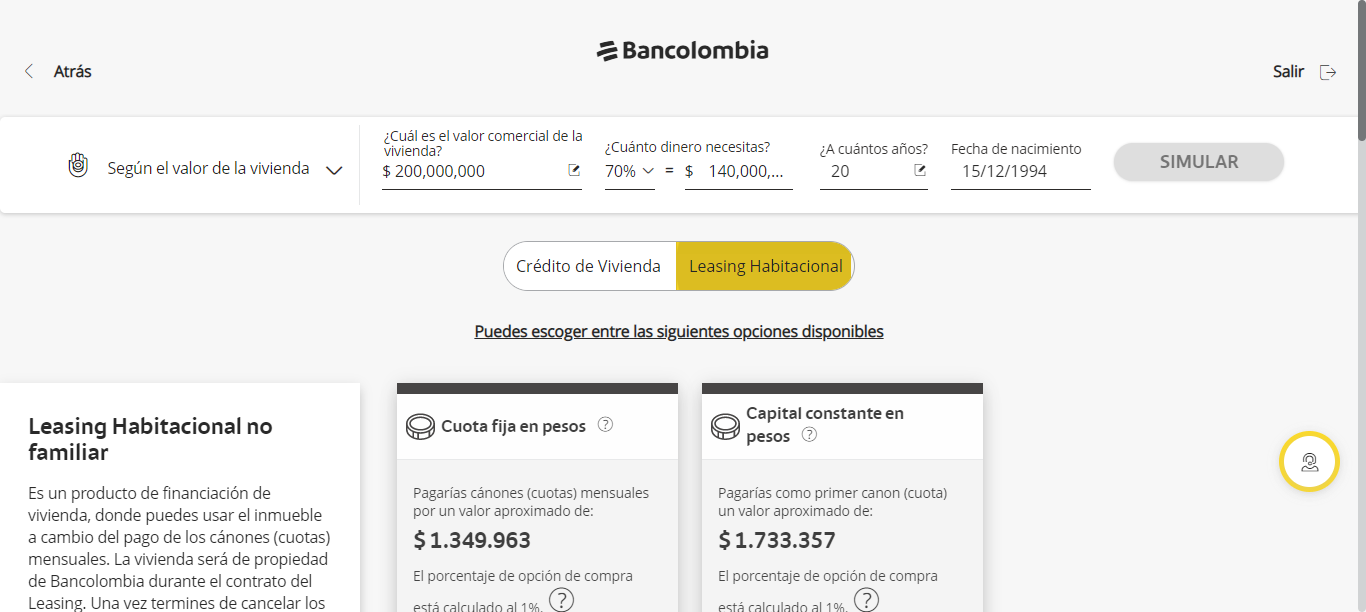 Bancolombia
Atrás
Salir
Según el valor de la vivienda
¿Cuál es el valor comercial de la
vivienda?
$ 200,000,000
¿Cuánto dinero necesitas?
70% = $ 140,000,...
¿A cuántos años?
20
Fecha de nacimiento
15/12/1994
SIMULAR
Crédito de Vivienda
Leasing Habitacional
Puedes escoger entre las siguientes opciones disponibles
Leasing Habitacional no
familiar
Es un producto de financiación de
vivienda, donde puedes usar el inmueble
a cambio del pago de los cánones (cuotas)
mensuales. La vivienda será de propiedad
de Bancolombia durante el contrato del
Leasing. Una vez termines de cancelar los
Cuota fija en pesos ?
Pagarías cánones (cuotas) mensuales
por un valor aproximado de:
$ 1.349.963
El porcentaje de opción de compra
está calculado al 1%. ?
Capital constante en
pesos ?
Pagarías como primer canon (cuota)
un valor aproximado de:
$ 1.733.357
El porcentaje de opción de compra
está calculado al 1%. ?